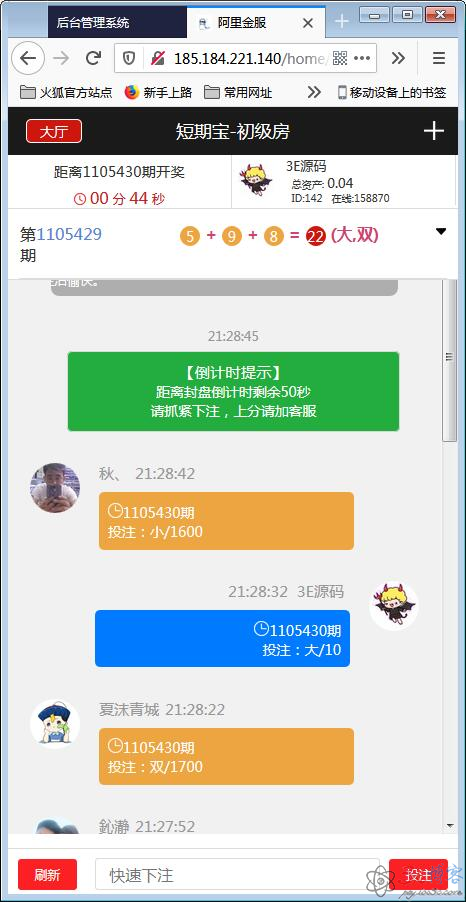 后台管理系统
阿里金服
185.184.221.140/home/
火狐官方站点 新手上路 常用网址 移动设备上的书签
大厅
短期宝-初级房
距离1105430期开奖
00 分 44 秒
3E源码
总资产: 0.04
ID:142 在线:158870
第1105429期
5 + 9 + 8 = 22 (大,双)
21:28:45
【倒计时提示】
距离封盘倒计时剩余50秒
请抓紧下注，上分请加客服
秋、 21:28:42
1105430期
投注：小/1600
21:28:32 3E源码
1105430期
投注：大/10
夏沫青城 21:28:22
1105430期
投注：双/1700
21:27:52
刷新
快速下注
投注